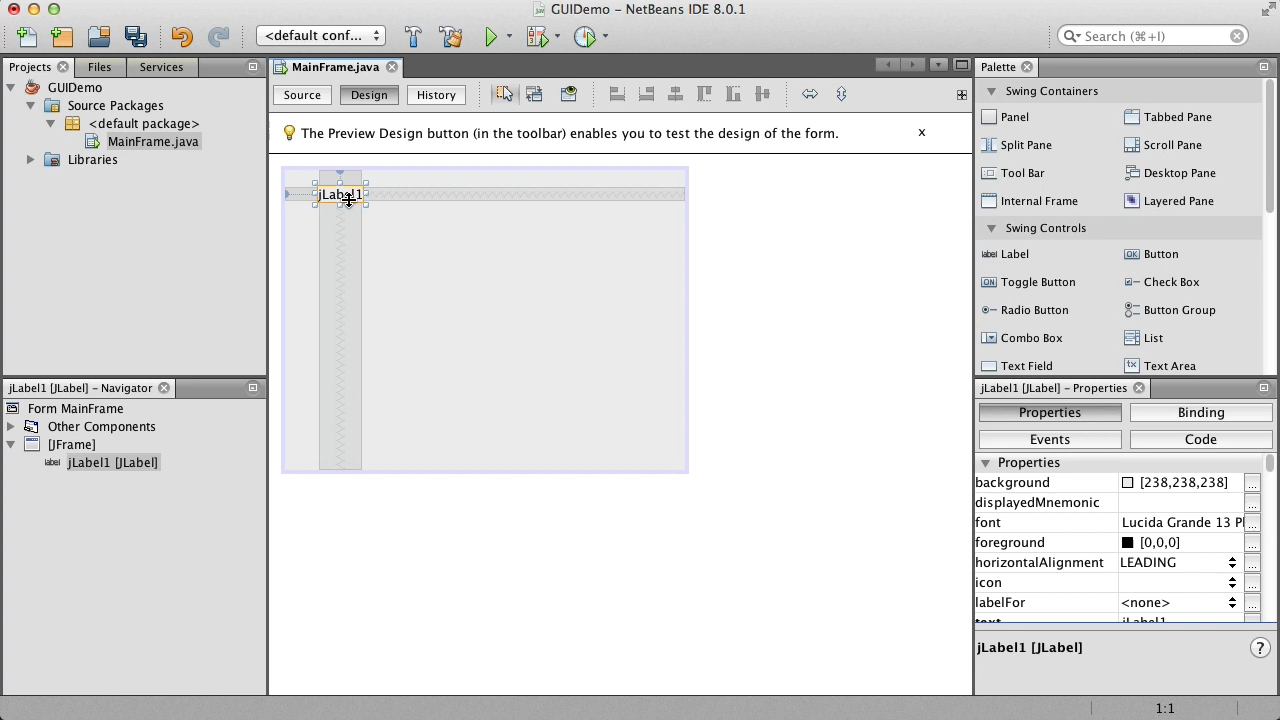 GUIDemo – NetBeans IDE 8.0.1
<default conf...
Search (⌘+I)
Projects
Files
Services
GUIDemo
Source Packages
<default package>
MainFrame.java
Libraries
jLabel1 [JLabel] – Navigator
Form MainFrame
Other Components
[JFrame]
label jLabel1 [JLabel]
MainFrame.java
Source
Design
History
The Preview Design button (in the toolbar) enables you to test the design of the form.
x
jLabel1
Palette
Swing Containers
Panel
Tabbed Pane
Split Pane
Scroll Pane
Tool Bar
Desktop Pane
Internal Frame
Layered Pane
Swing Controls
label Label
OK Button
ON Toggle Button
Check Box
Radio Button
Button Group
Combo Box
List
Text Field
Text Area
jLabel1 [JLabel] – Properties
Properties
Binding
Events
Code
Properties
background [238,238,238] ...
displayedMnemonic ...
font Lucida Grande 13 Pl ...
foreground [0,0,0] ...
horizontalAlignment LEADING ...
icon ...
labelFor <none> ...
text jLabel1
jLabel1 [JLabel]
?
1:1